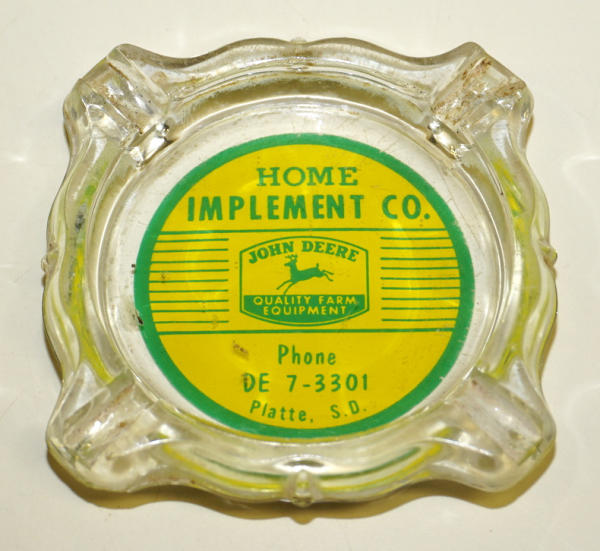 HOME
IMPLEMENT CO.
JOHN DEERE
QUALITY FARM
EQUIPMENT
Phone
DE 7-3301
Platte, S.D.